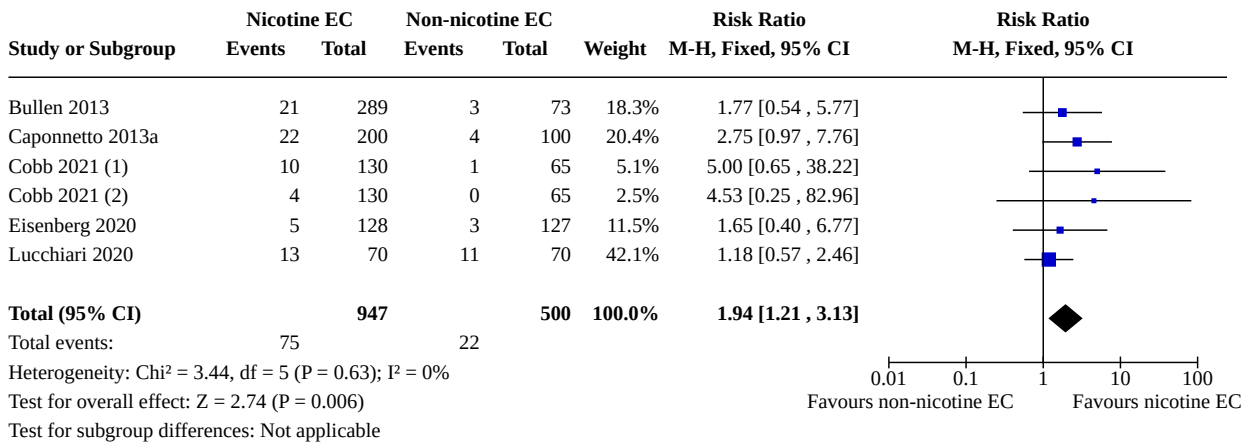 Nicotine EC Non-nicotine EC Risk Ratio Risk Ratio
Study or Subgroup Events Total Events Total Weight M-H, Fixed, 95% CI M-H, Fixed, 95% CI
Bullen 2013 21 289 3 73 18.3% 1.77 [0.54 , 5.77]
Caponnetto 2013a 22 200 4 100 20.4% 2.75 [0.97 , 7.76]
Cobb 2021 (1) 10 130 1 65 5.1% 5.00 [0.65 , 38.22]
Cobb 2021 (2) 4 130 0 65 2.5% 4.53 [0.25 , 82.96]
Eisenberg 2020 5 128 3 127 11.5% 1.65 [0.40 , 6.77]
Lucchiari 2020 13 70 11 70 42.1% 1.18 [0.57 , 2.46]
Total (95% CI) 947 500 100.0% 1.94 [1.21 , 3.13]
Total events: 75 22
Heterogeneity: Chi² = 3.44, df = 5 (P = 0.63); I² = 0%
0.01 0.1 1 10 100
Test for overall effect: Z = 2.74 (P = 0.006)
Favours non-nicotine EC Favours nicotine EC
Test for subgroup differences: Not applicable